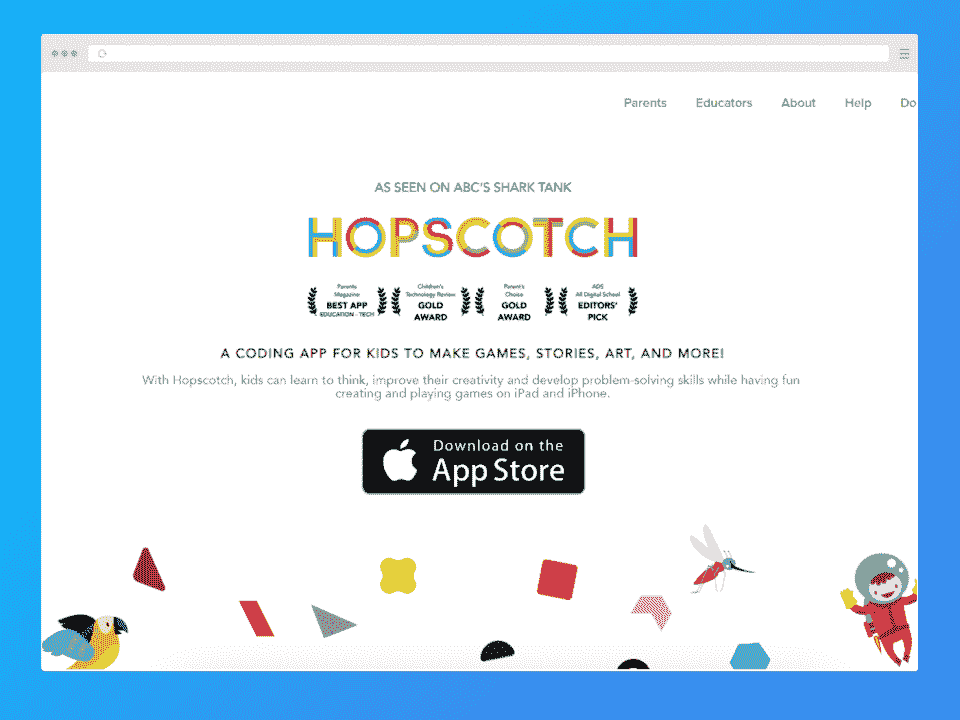 Parents Educators About Help Do
AS SEEN ON ABC'S SHARK TANK
HOPSCOTCH
Parents
Magazine
BEST APP
EDUCATION - TECH
Children's
Technology Review
GOLD
AWARD
Parent's
Choice
GOLD
AWARD
ADS
All Digital School
EDITORS'
PICK
A CODING APP FOR KIDS TO MAKE GAMES, STORIES, ART, AND MORE!
With Hopscotch, kids can learn to think, improve their creativity and develop problem-solving skills while having fun
creating and playing games on iPad and iPhone.
Download on the
App Store